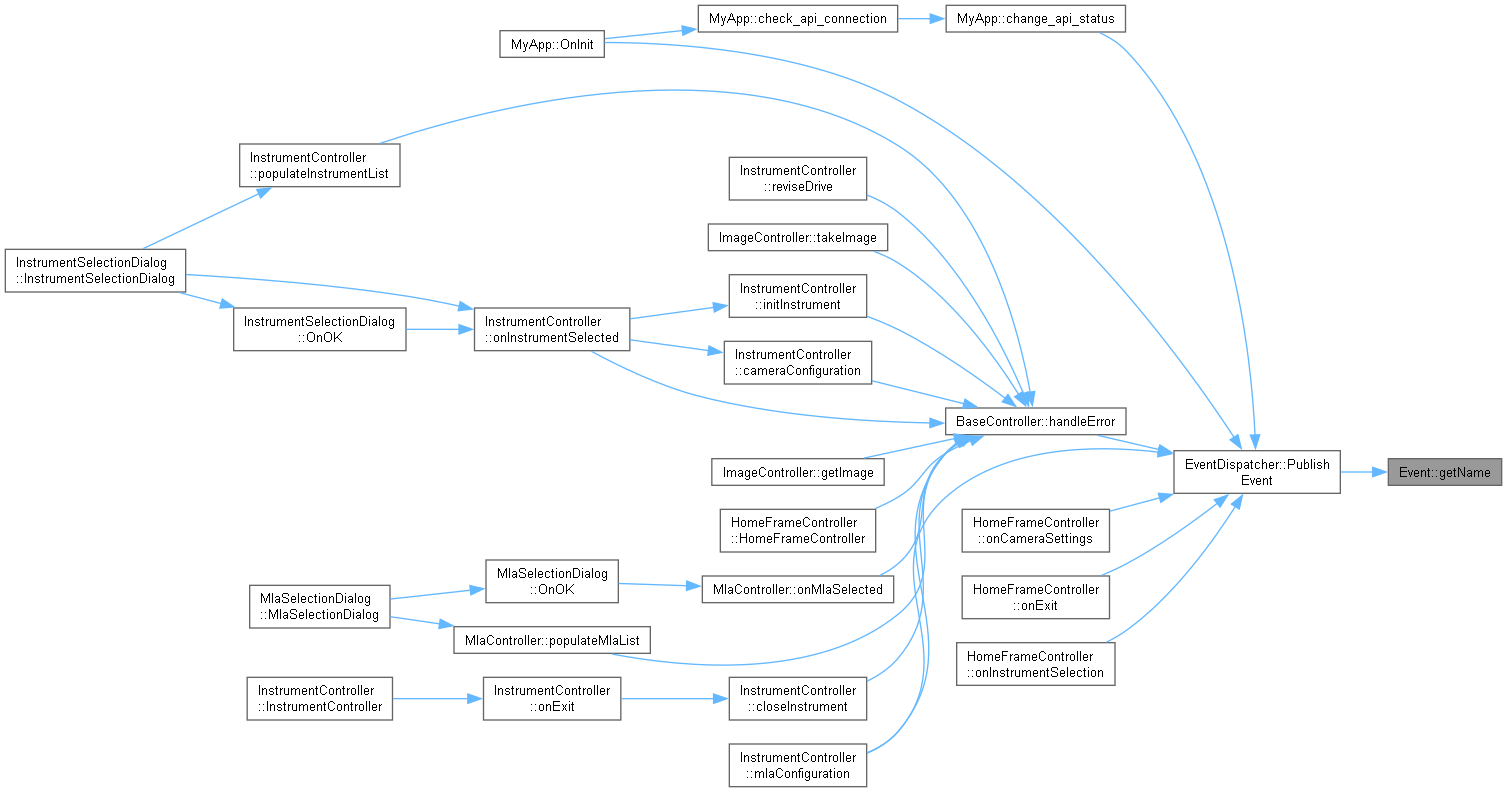 MyApp::check_api_connection
MyApp::change_api_status
MyApp::OnInit
InstrumentController
::populateInstrumentList
InstrumentController
::reviseDrive
ImageController::takeImage
InstrumentSelectionDialog
::InstrumentSelectionDialog
InstrumentController
::initInstrument
InstrumentSelectionDialog
::OnOK
InstrumentController
::onInstrumentSelected
InstrumentController
::cameraConfiguration
BaseController::handleError
EventDispatcher::Publish
Event
Event::getName
ImageController::getImage
HomeFrameController
::HomeFrameController
HomeFrameController
::onCameraSettings
MlaSelectionDialog
::MlaSelectionDialog
MlaSelectionDialog
::OnOK
MlaController::onMlaSelected
HomeFrameController
::onExit
MlaController::populateMlaList
HomeFrameController
::onInstrumentSelection
InstrumentController
::InstrumentController
InstrumentController
::onExit
InstrumentController
::closeInstrument
InstrumentController
::mlaConfiguration